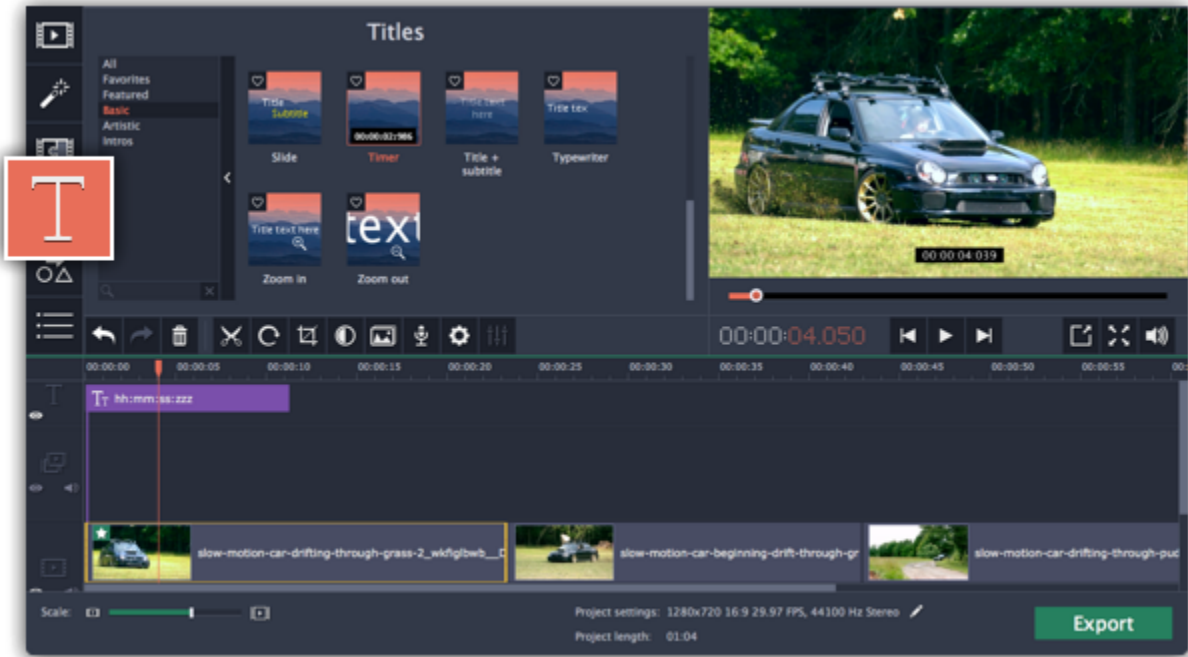 Titles
All
Favorites
Featured
Basic
Artistic
Intros
Title
Subtitle
Slide
00:00:02:986
Timer
Title text
here
Title +
subtitle
Title tex
Typewriter
T
Title text here
Zoom in
text
Zoom out
00:00:04:039
00:00:04.050
00:00:00
00:00:05
00:00:10
00:00:15
00:00:20
00:00:25
00:00:30
00:00:35
00:00:40
00:00:45
00:00:50
00:00:55
00:
T
TT hh:mm:ss:zzz
slow-motion-car-drifting-through-grass-2_wkfiglbwb__D
slow-motion-car-beginning-drift-through-gr
slow-motion-car-drifting-through-pud
Scale:
Project settings: 1280x720 16:9 29.97 FPS, 44100 Hz Stereo
Project length: 01:04
Export